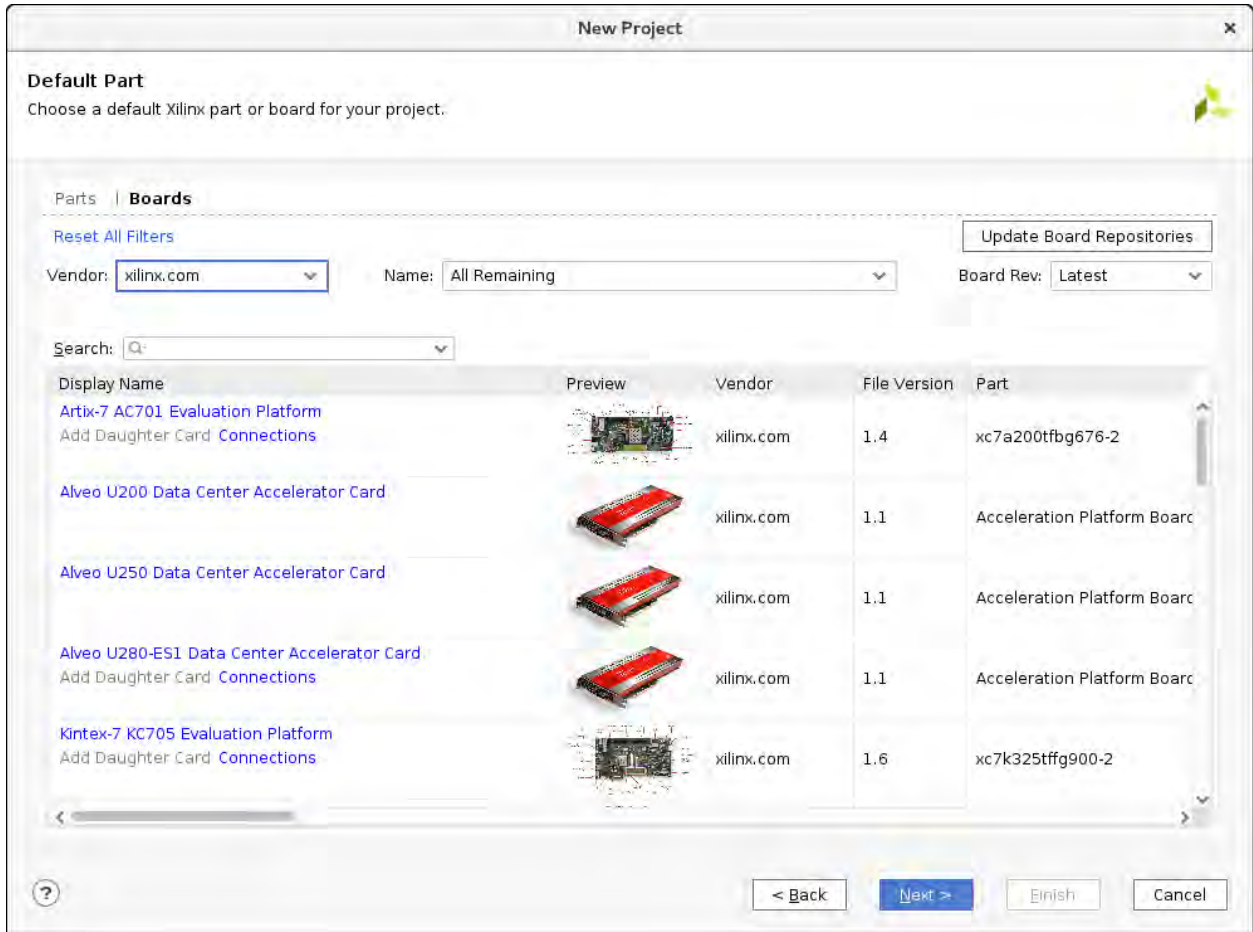 New Project
Default Part
Choose a default Xilinx part or board for your project.
Parts | Boards
Reset All Filters
Update Board Repositories
Vendor: xilinx.com Name: All Remaining Board Rev: Latest
Search:
Display Name Preview Vendor File Version Part
Artix-7 AC701 Evaluation Platform
Add Daughter Card Connections xilinx.com 1.4 xc7a200tfbg676-2
Alveo U200 Data Center Accelerator Card
xilinx.com 1.1 Acceleration Platform Board
Alveo U250 Data Center Accelerator Card
xilinx.com 1.1 Acceleration Platform Board
Alveo U280-ES1 Data Center Accelerator Card
Add Daughter Card Connections xilinx.com 1.1 Acceleration Platform Board
Kintex-7 KC705 Evaluation Platform
Add Daughter Card Connections xilinx.com 1.6 xc7k325tffg900-2
? < Back Next > Finish Cancel